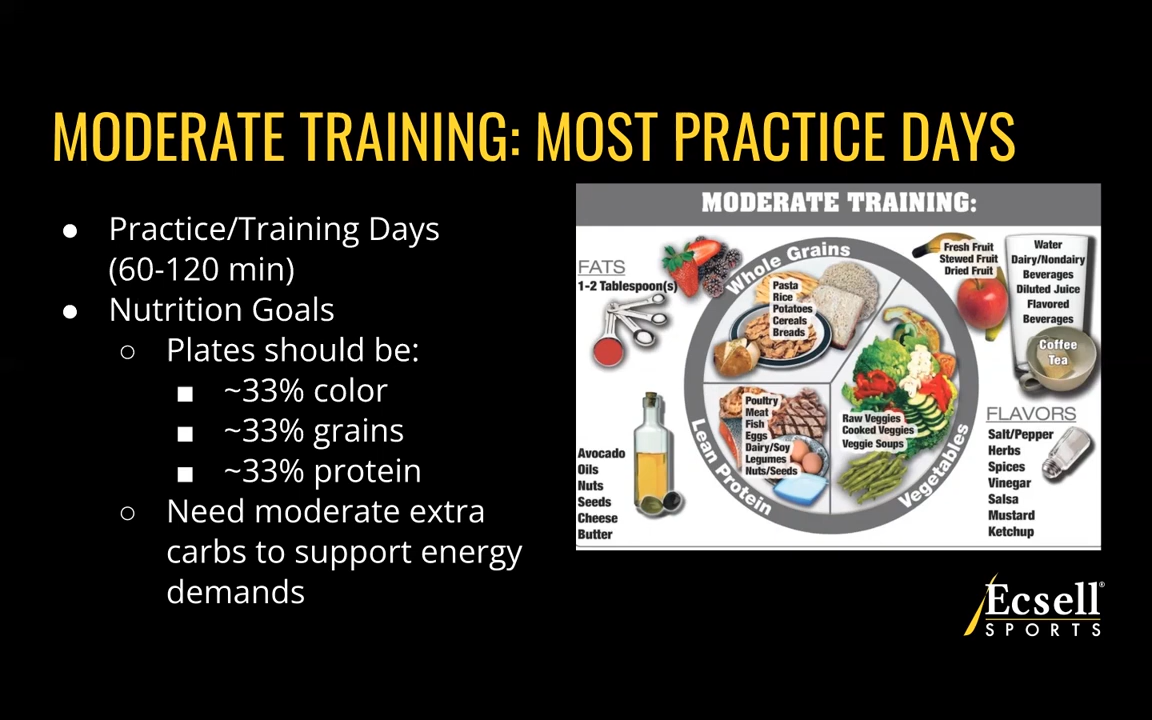 MODERATE TRAINING: MOST PRACTICE DAYS
● Practice/Training Days
(60-120 min)
● Nutrition Goals
○ Plates should be:
■ ~33% color
■ ~33% grains
■ ~33% protein
○ Need moderate extra
carbs to support energy
demands
MODERATE TRAINING:
FATS
1-2 Tablespoon(s)
Avocado
Oils
Nuts
Seeds
Cheese
Butter
Whole Grains
Pasta
Rice
Potatoes
Cereals
Breads
Lean Protein
Poultry
Meat
Fish
Eggs
Dairy/Soy
Legumes
Nuts/Seeds
Vegetables
Raw Veggies
Cooked Veggies
Veggie Soups
Fresh Fruit
Stewed Fruit
Dried Fruit
Water
Dairy/Nondairy
Beverages
Diluted Juice
Flavored
Beverages
Coffee
Tea
FLAVORS
Salt/Pepper
Herbs
Spices
Vinegar
Salsa
Mustard
Ketchup
Ecsell®
SPORTS